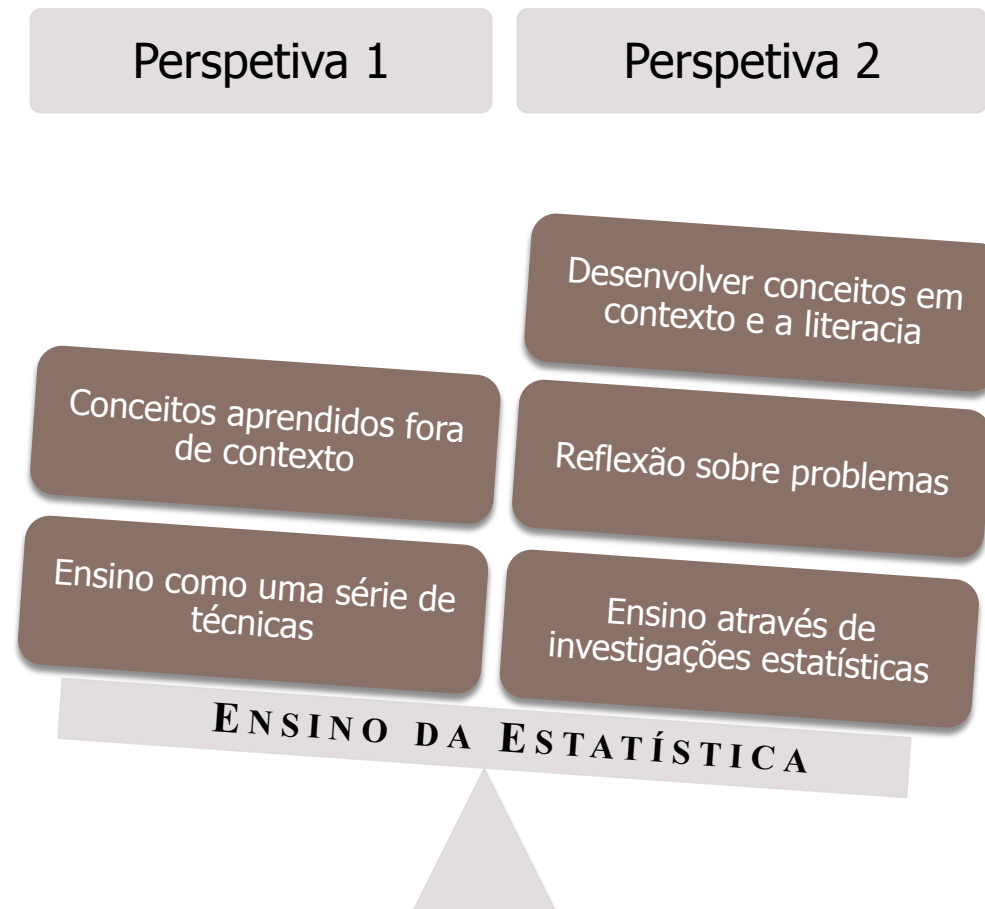 Perspetiva 1
Perspetiva 2
Conceitos aprendidos fora
de contexto
Ensino como uma série de
técnicas
Desenvolver conceitos em
contexto e a literacia
Reflexão sobre problemas
Ensino através de
investigações estatísticas
ENSINO DA ESTATÍSTICA